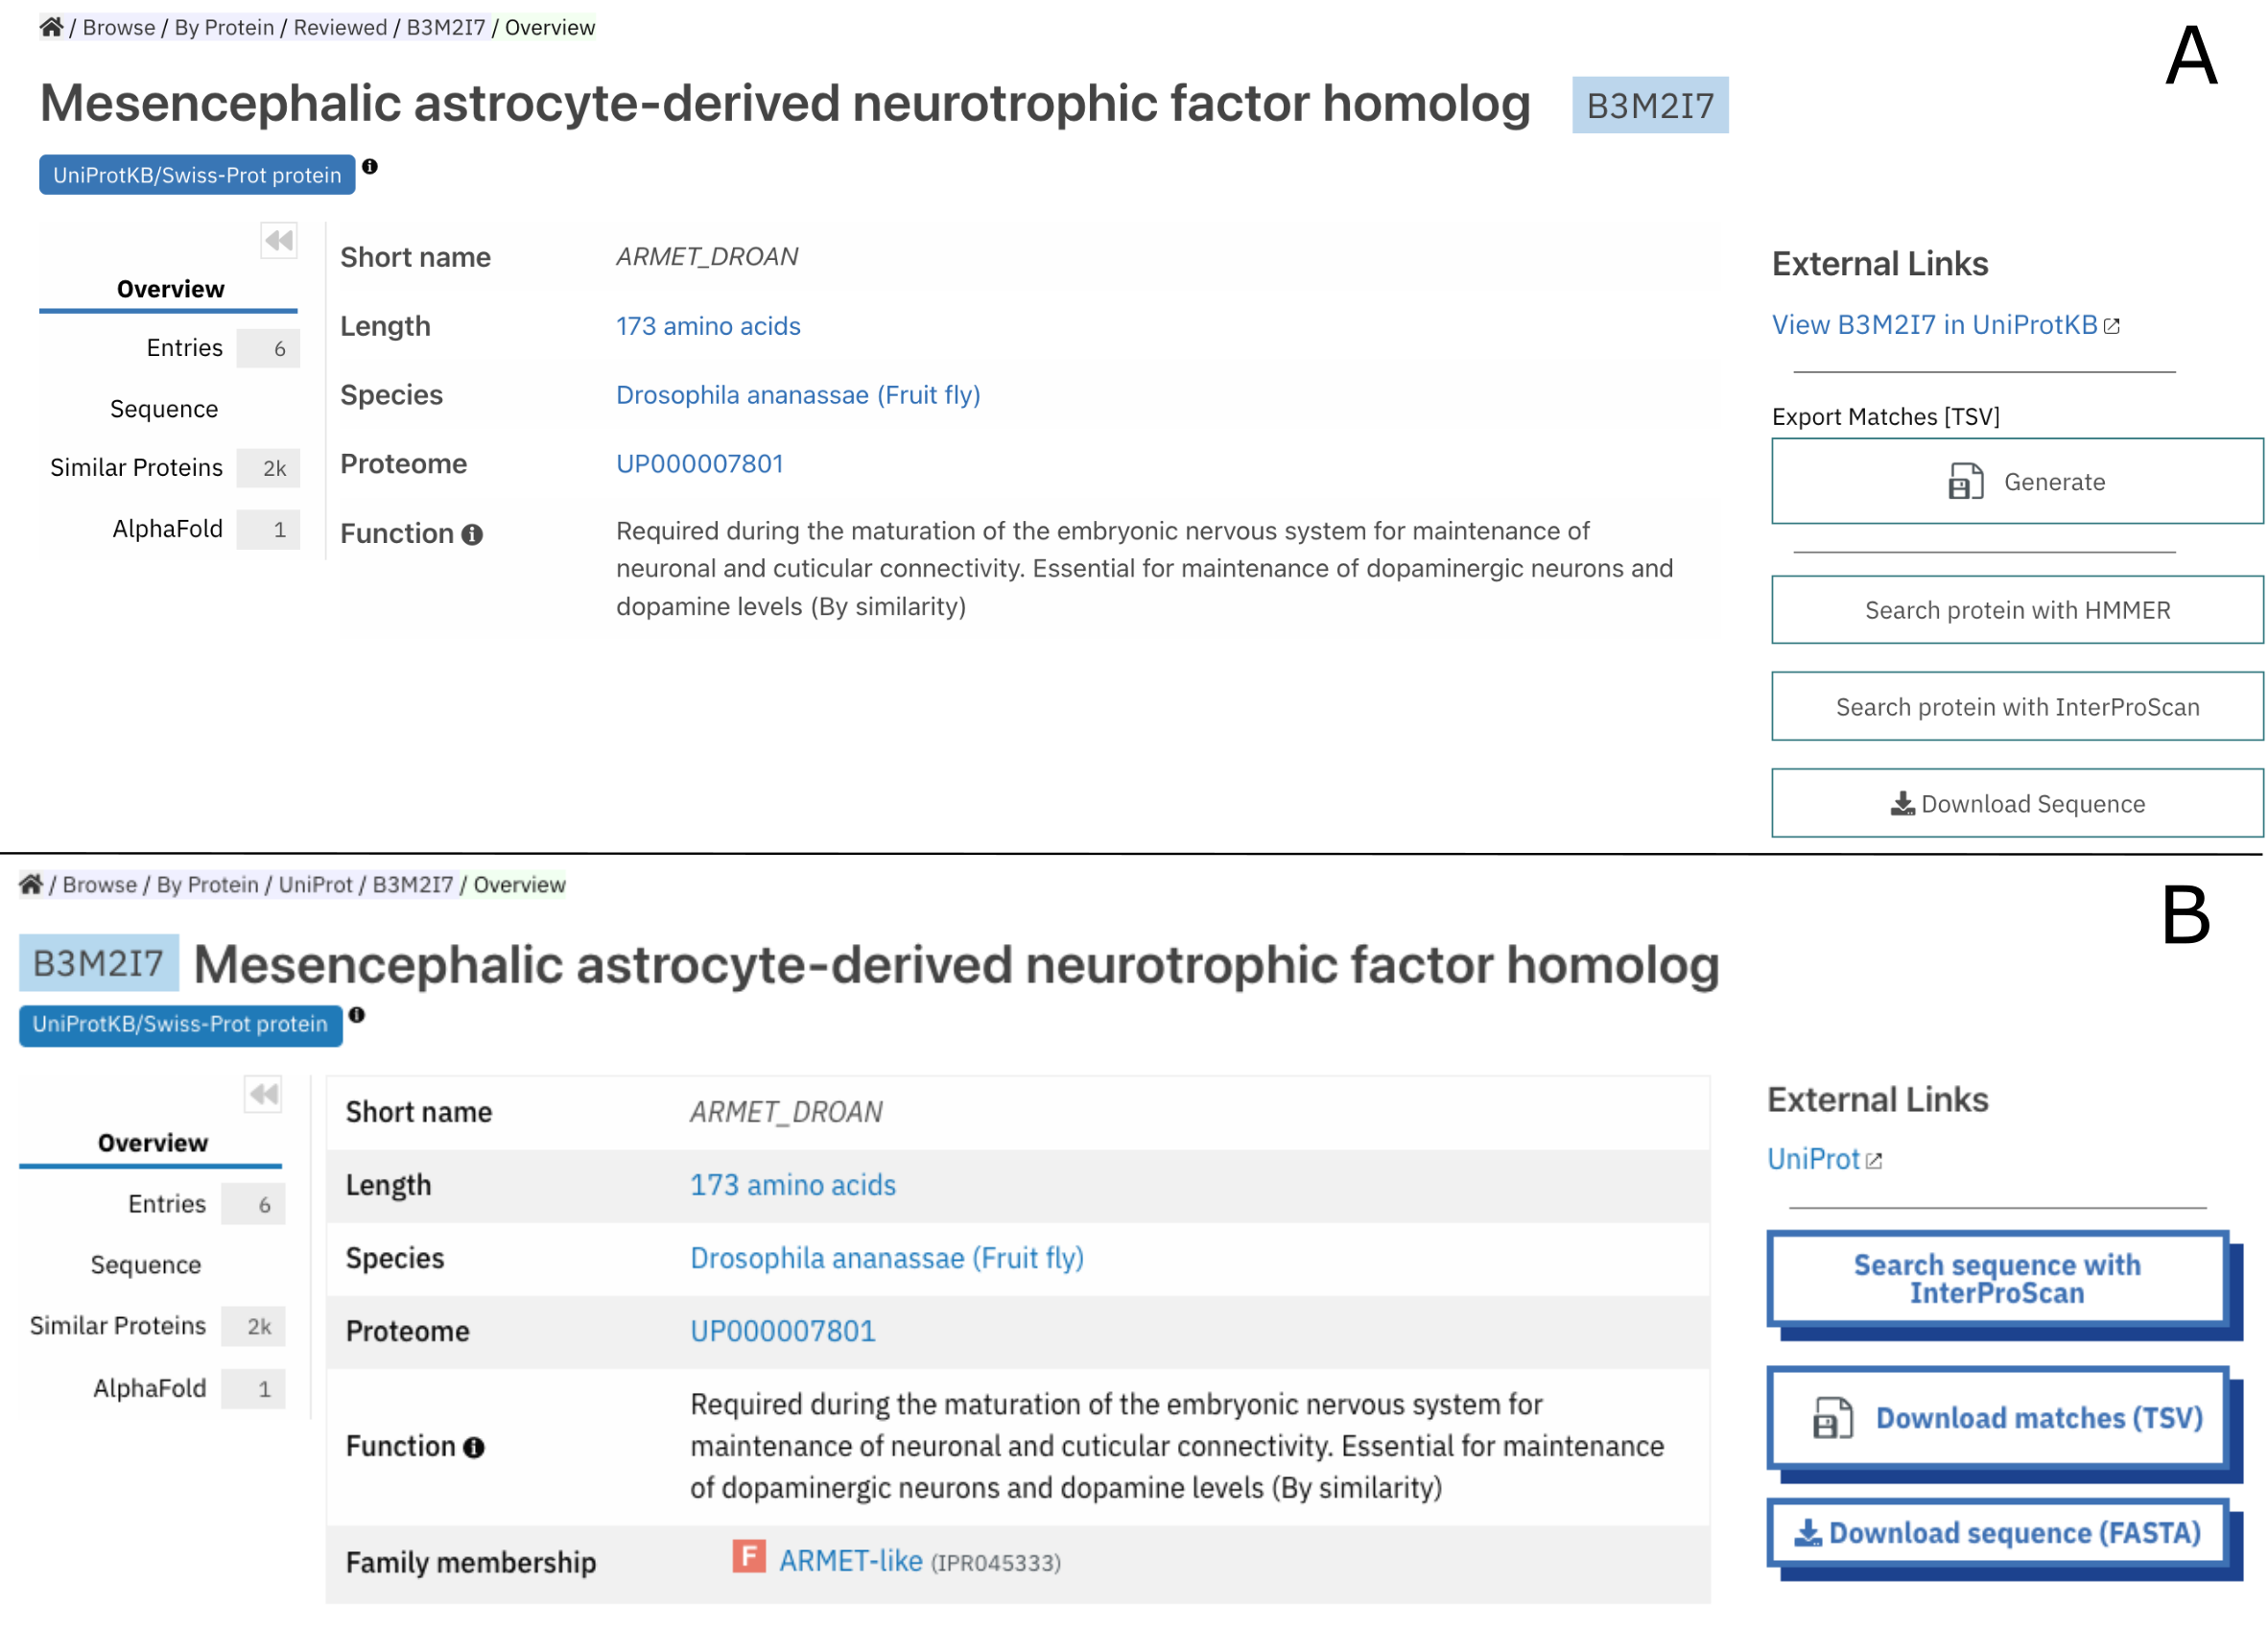 / Browse / By Protein / Reviewed / B3M2I7 / Overview
A
Mesencephalic astrocyte-derived neurotrophic factor homolog B3M2I7
UniProtKB/Swiss-Prot protein
Overview
Entries 6
Sequence
Similar Proteins 2k
AlphaFold 1
Short name ARMET_DROAN
Length 173 amino acids
Species Drosophila ananassae (Fruit fly)
Proteome UP000007801
Function Required during the maturation of the embryonic nervous system for maintenance of
neuronal and cuticular connectivity. Essential for maintenance of dopaminergic neurons and
dopamine levels (By similarity)
External Links
View B3M2I7 in UniProtKB
Export Matches [TSV]
Generate
Search protein with HMMER
Search protein with InterProScan
Download Sequence
/ Browse / By Protein / UniProt / B3M2I7 / Overview
B
B3M2I7 Mesencephalic astrocyte-derived neurotrophic factor homolog
UniProtKB/Swiss-Prot protein
Overview
Entries 6
Sequence
Similar Proteins 2k
AlphaFold 1
Short name ARMET_DROAN
Length 173 amino acids
Species Drosophila ananassae (Fruit fly)
Proteome UP000007801
Function Required during the maturation of the embryonic nervous system for
maintenance of neuronal and cuticular connectivity. Essential for maintenance
of dopaminergic neurons and dopamine levels (By similarity)
Family membership F ARMET-like (IPR045333)
External Links
UniProt
Search sequence with
InterProScan
Download matches (TSV)
Download sequence (FASTA)